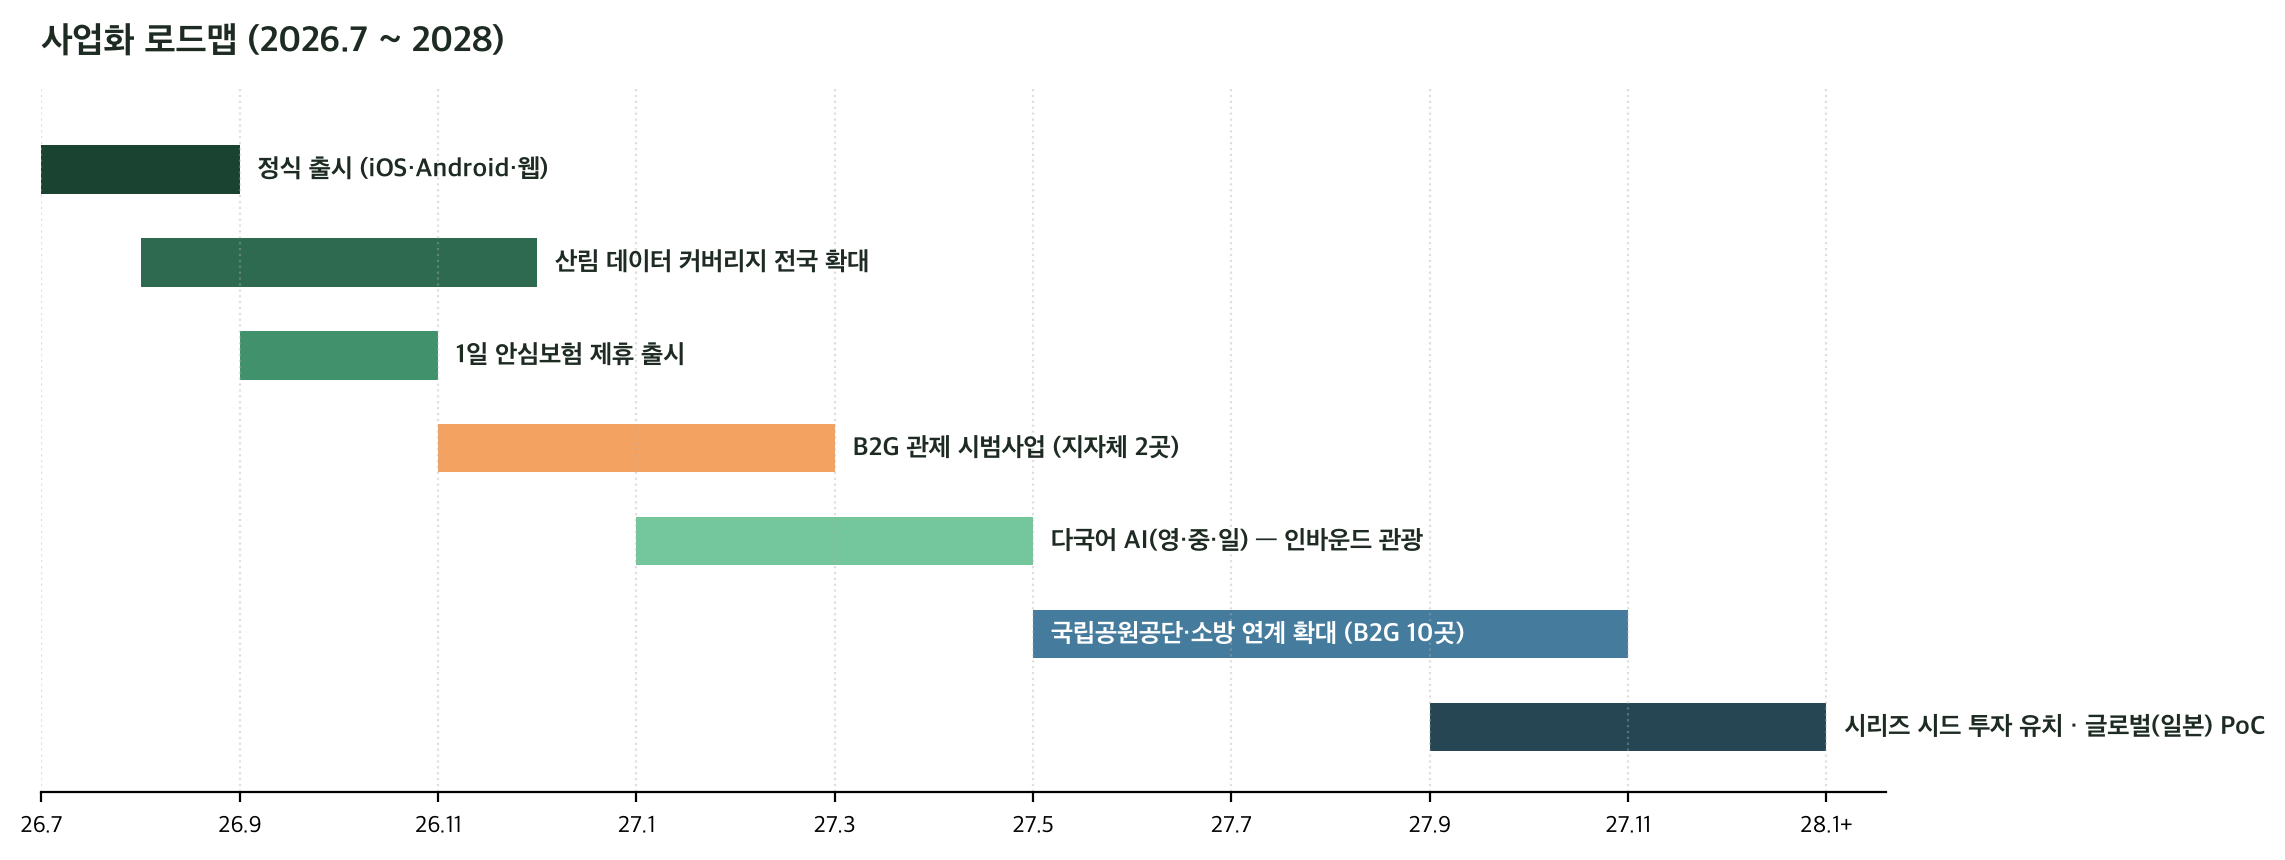 사업화 로드맵 (2026.7 ~ 2028)
정식 출시 (iOS·Android·웹)
산림 데이터 커버리지 전국 확대
1일 안심보험 제휴 출시
B2G 관제 시범사업 (지자체 2곳)
다국어 AI(영·중·일) — 인바운드 관광
국립공원공단·소방 연계 확대 (B2G 10곳)
시리즈 시드 투자 유치 · 글로벌(일본) PoC
26.7 26.9 26.11 27.1 27.3 27.5 27.7 27.9 27.11 28.1+